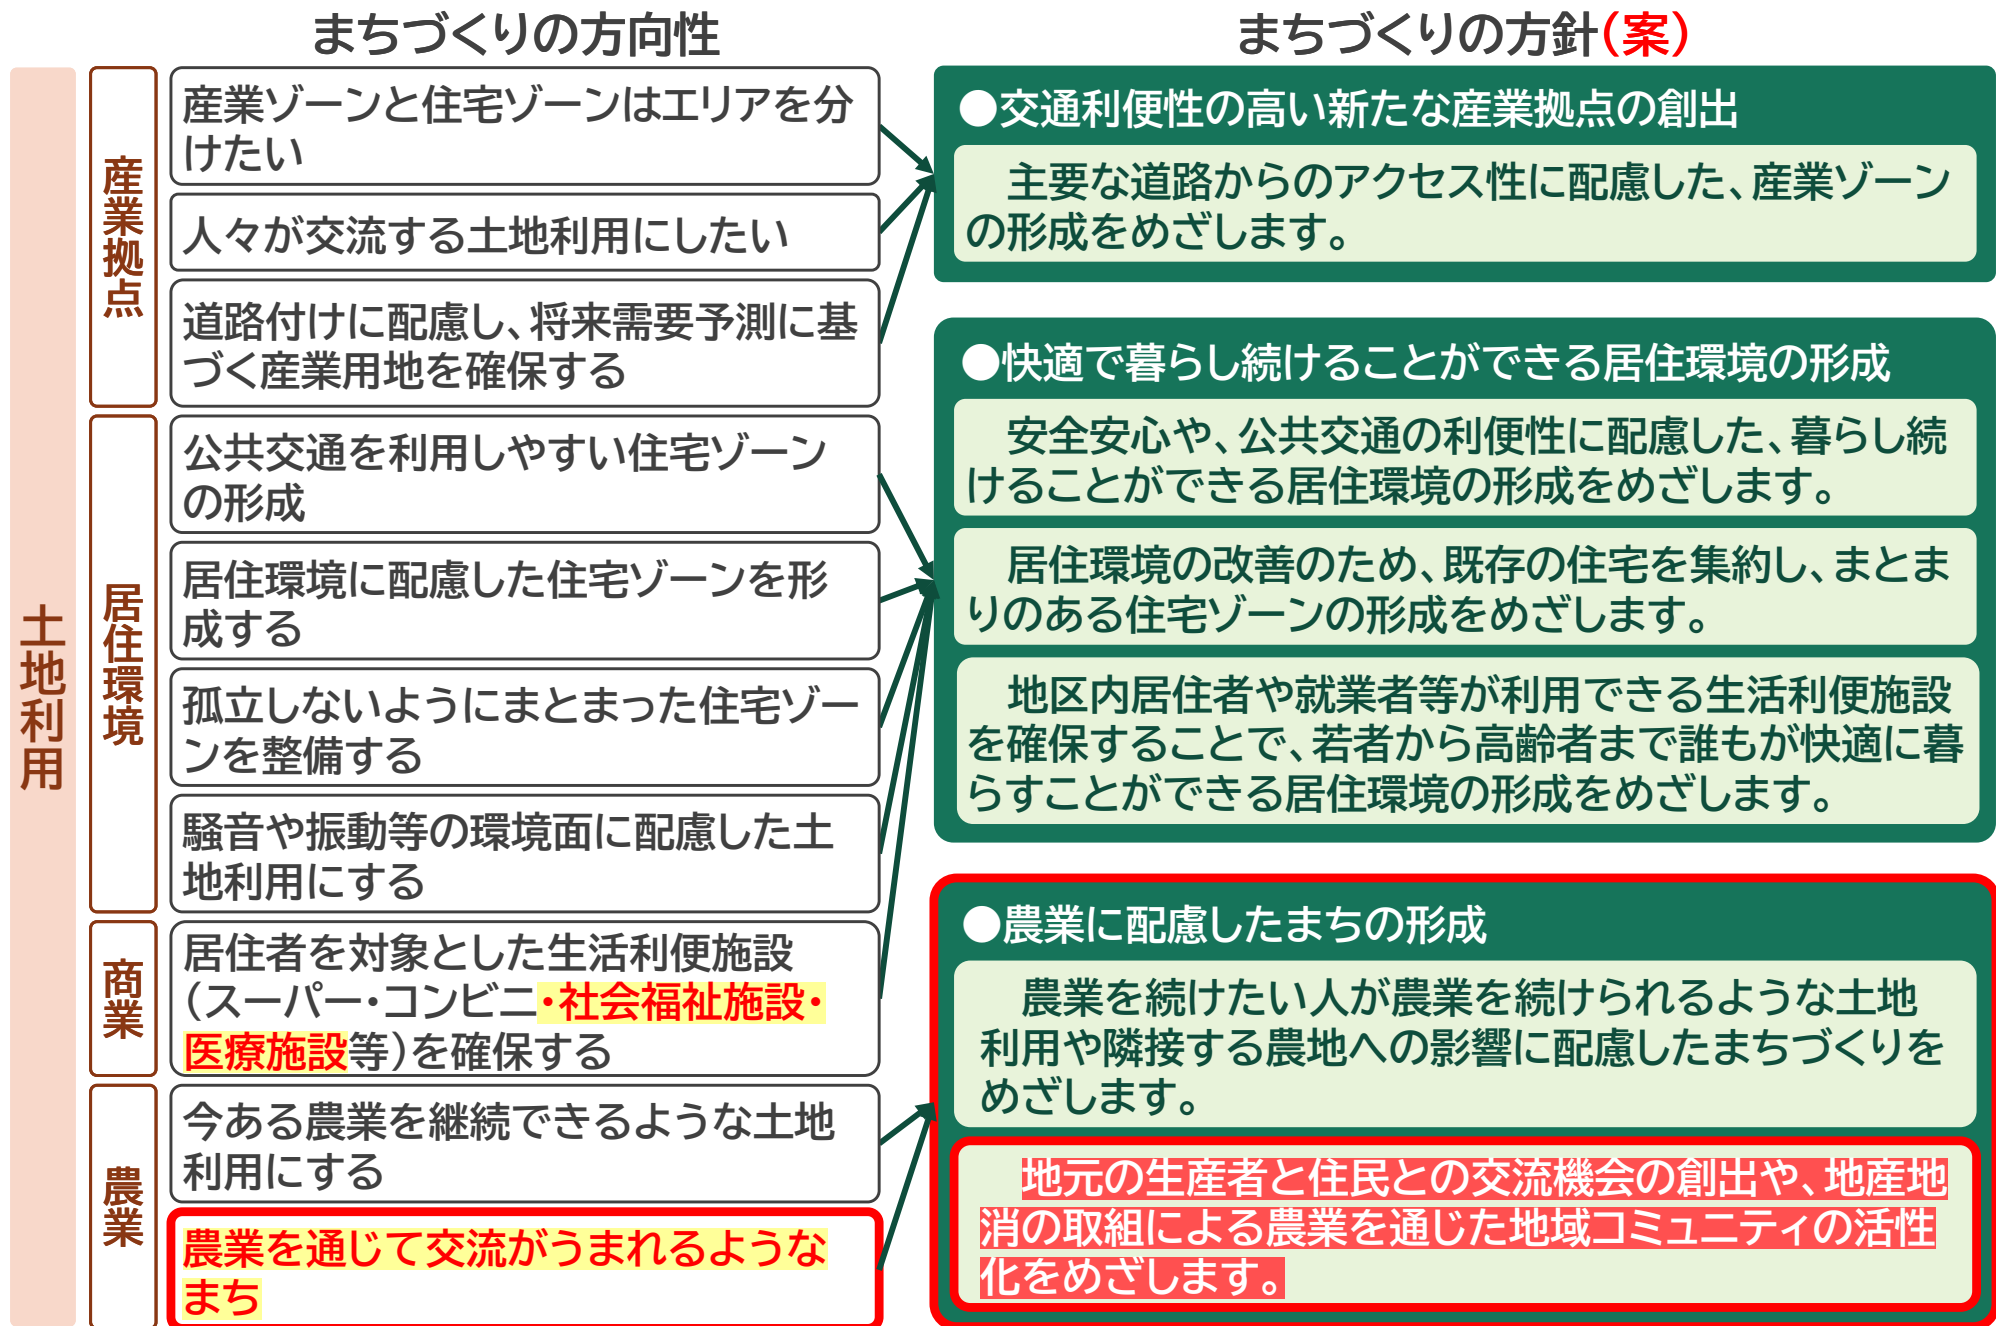 まちづくりの方向性
まちづくりの方針(案)
土地利用
産業拠点
産業ゾーンと住宅ゾーンはエリアを分
けたい
人々が交流する土地利用にしたい
道路付けに配慮し、将来需要予測に基
づく産業用地を確保する
居住環境
公共交通を利用しやすい住宅ゾーン
の形成
居住環境に配慮した住宅ゾーンを形
成する
孤立しないようにまとまった住宅ゾー
ンを整備する
騒音や振動等の環境面に配慮した土
地利用にする
商業
居住者を対象とした生活利便施設
(スーパー・コンビニ・社会福祉施設・
医療施設等)を確保する
農業
今ある農業を継続できるような土地
利用にする
農業を通じて交流がうまれるような
まち
●交通利便性の高い新たな産業拠点の創出
主要な道路からのアクセス性に配慮した、産業ゾーン
の形成をめざします。
●快適で暮らし続けることができる居住環境の形成
安全安心や、公共交通の利便性に配慮した、暮らし続
けることができる居住環境の形成をめざします。
居住環境の改善のため、既存の住宅を集約し、まとま
りのある住宅ゾーンの形成をめざします。
地区内居住者や就業者等が利用できる生活利便施設
を確保することで、若者から高齢者まで誰もが快適に暮
らすことができる居住環境の形成をめざします。
●農業に配慮したまちの形成
農業を続けたい人が農業を続けられるような土地
利用や隣接する農地への影響に配慮したまちづくりを
めざします。
地元の生産者と住民との交流機会の創出や、地産地
消の取組による農業を通じた地域コミュニティの活性
化をめざします。